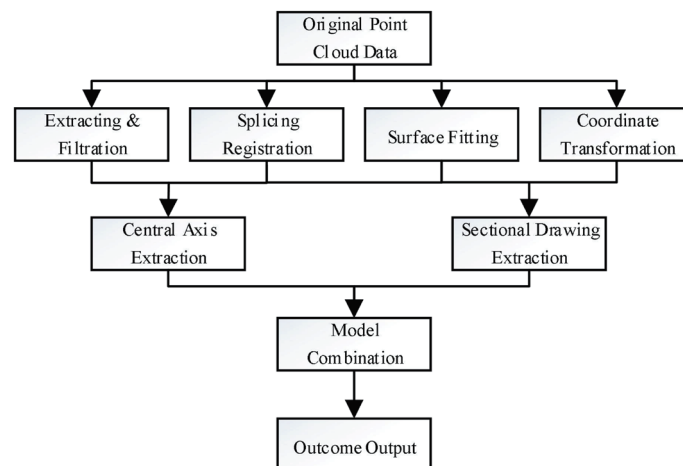 Original Point
Cloud Data
Extracting &
Filtration
Splicing
Registration
Surface Fitting
Coordinate
Transformation
Central Axis
Extraction
Sectional Drawing
Extraction
Model
Combination
Outcome Output